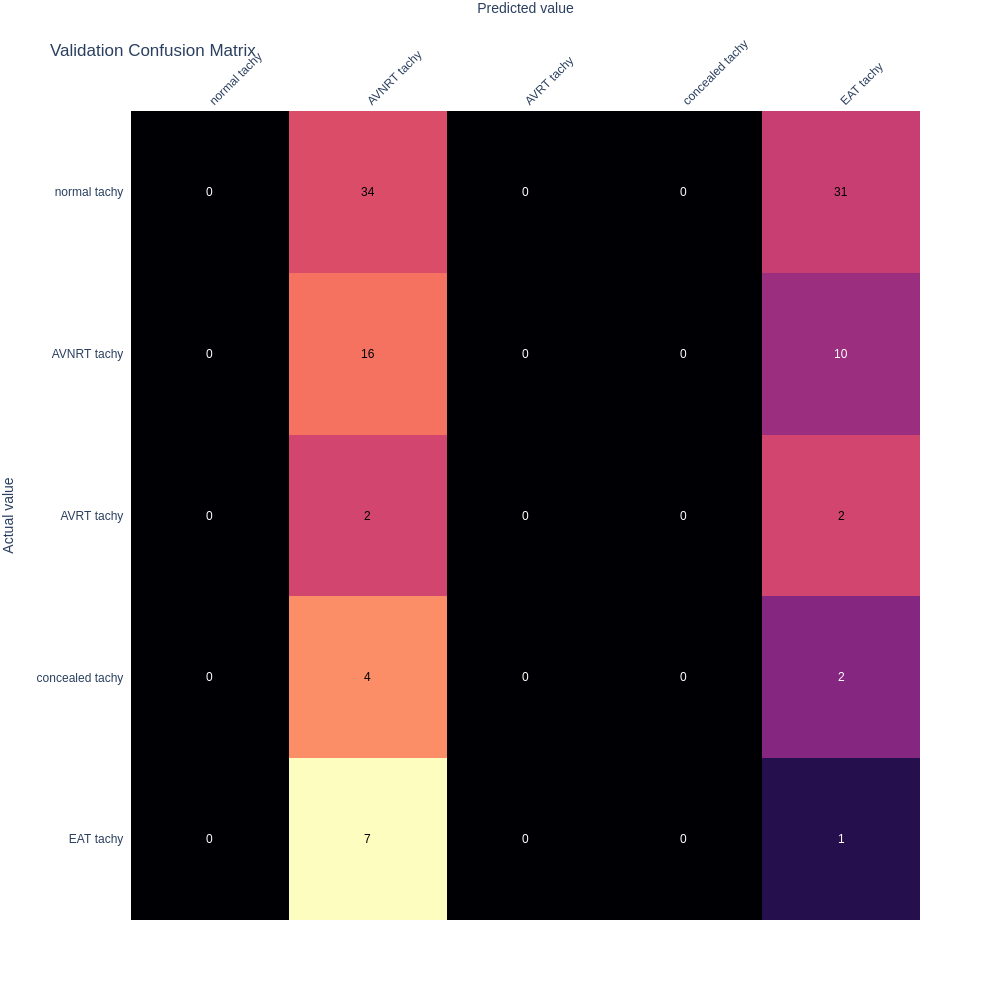 Predicted value
Validation Confusion Matrix
normal tachy
AVNRT tachy
AVRT tachy
concealed tachy
EAT tachy
normal tachy 0 34 0 0 31
AVNRT tachy 0 16 0 0 10
Actual value
AVRT tachy 0 2 0 0 2
concealed tachy 0 4 0 0 2
EAT tachy 0 7 0 0 1